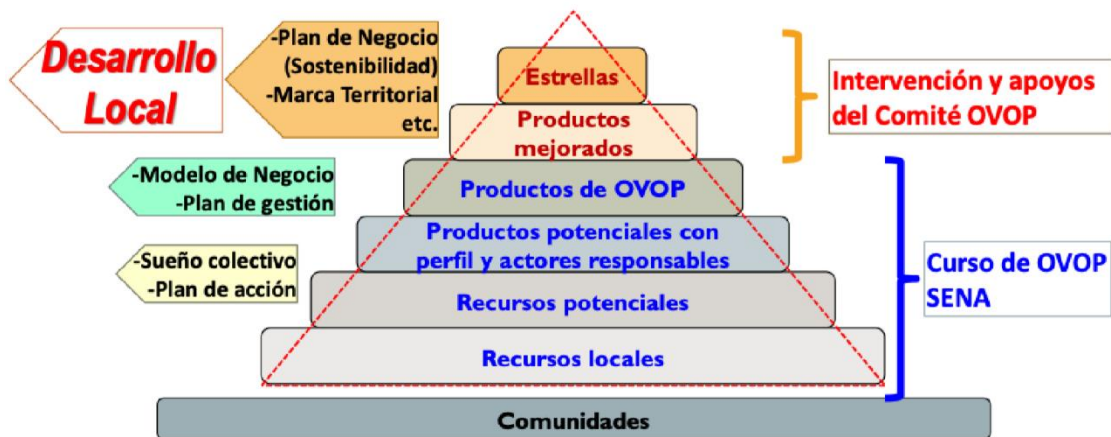 Desarrollo
Local
-Plan de Negocio
(Sostenibilidad)
-Marca Territorial
etc.
Estrellas
Productos
mejorados
Intervención y apoyos
del Comité OVOP
-Modelo de Negocio
-Plan de gestión
Productos de OVOP
Productos potenciales con
perfil y actores responsables
-Sueño colectivo
-Plan de acción
Recursos potenciales
Curso de OVOP
SENA
Recursos locales
Comunidades